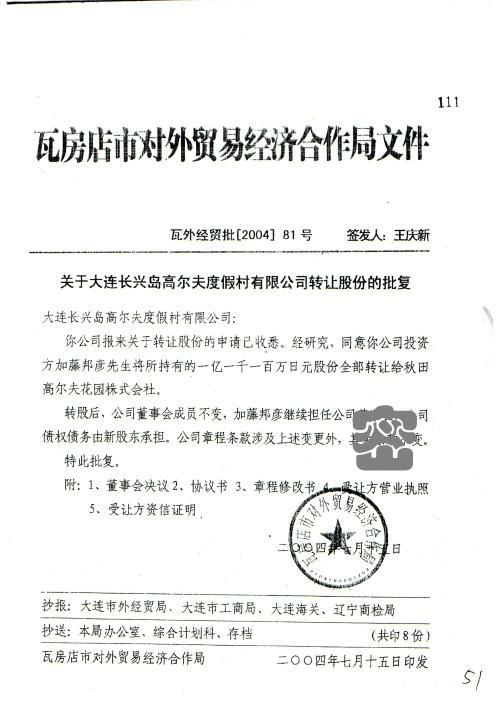 111
瓦房店市对外贸易经济合作局文件
瓦外经贸批[2004] 81号 签发人：王庆新
关于大连长兴岛高尔夫度假村有限公司转让股份的批复
大连长兴岛高尔夫度假村有限公司：
你公司报来关于转让股份的申请已收悉。经研究，同意你公司投资
方加藤邦彦先生将所持有的一亿一千一百万日元股份全部转让给秋田
高尔夫花园株式会社。
转股后，公司董事会成员不变，加藤邦彦继续担任公司 公司
债权债务由新股东承担。公司章程条款涉及上述变更外，其 变。
特此批复。
附：1、董事会决议 2、协议书 3、章程修改书 4、受让方营业执照
5、受让方资信证明
二〇〇四年七月十五日
瓦房店市对外贸易经济合作局
抄报：大连市外经贸局、大连市工商局、大连海关、辽宁商检局
抄送：本局办公室、综合计划科、存档 （共印8份）
瓦房店市对外贸易经济合作局 二〇〇四年七月十五日印发
51